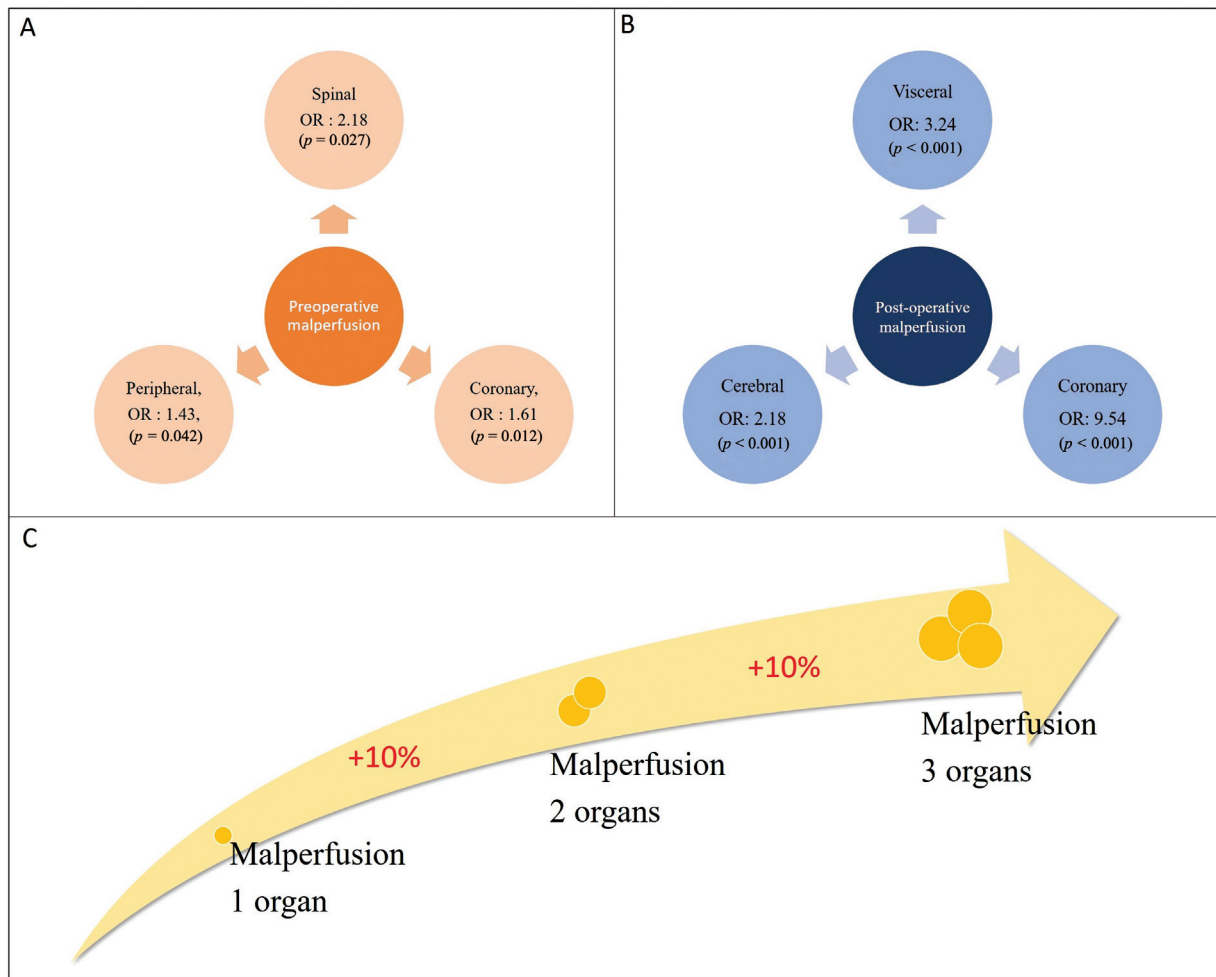 A
Spinal
OR : 2.18
(p = 0.027)
Preoperative
malperfusion
Peripheral,
OR : 1.43,
(p = 0.042)
Coronary,
OR : 1.61
(p = 0.012)
B
Visceral
OR: 3.24
(p < 0.001)
Post-operative
malperfusion
Cerebral
OR: 2.18
(p < 0.001)
Coronary
OR: 9.54
(p < 0.001)
C
+10%
+10%
Malperfusion
1 organ
Malperfusion
2 organs
Malperfusion
3 organs